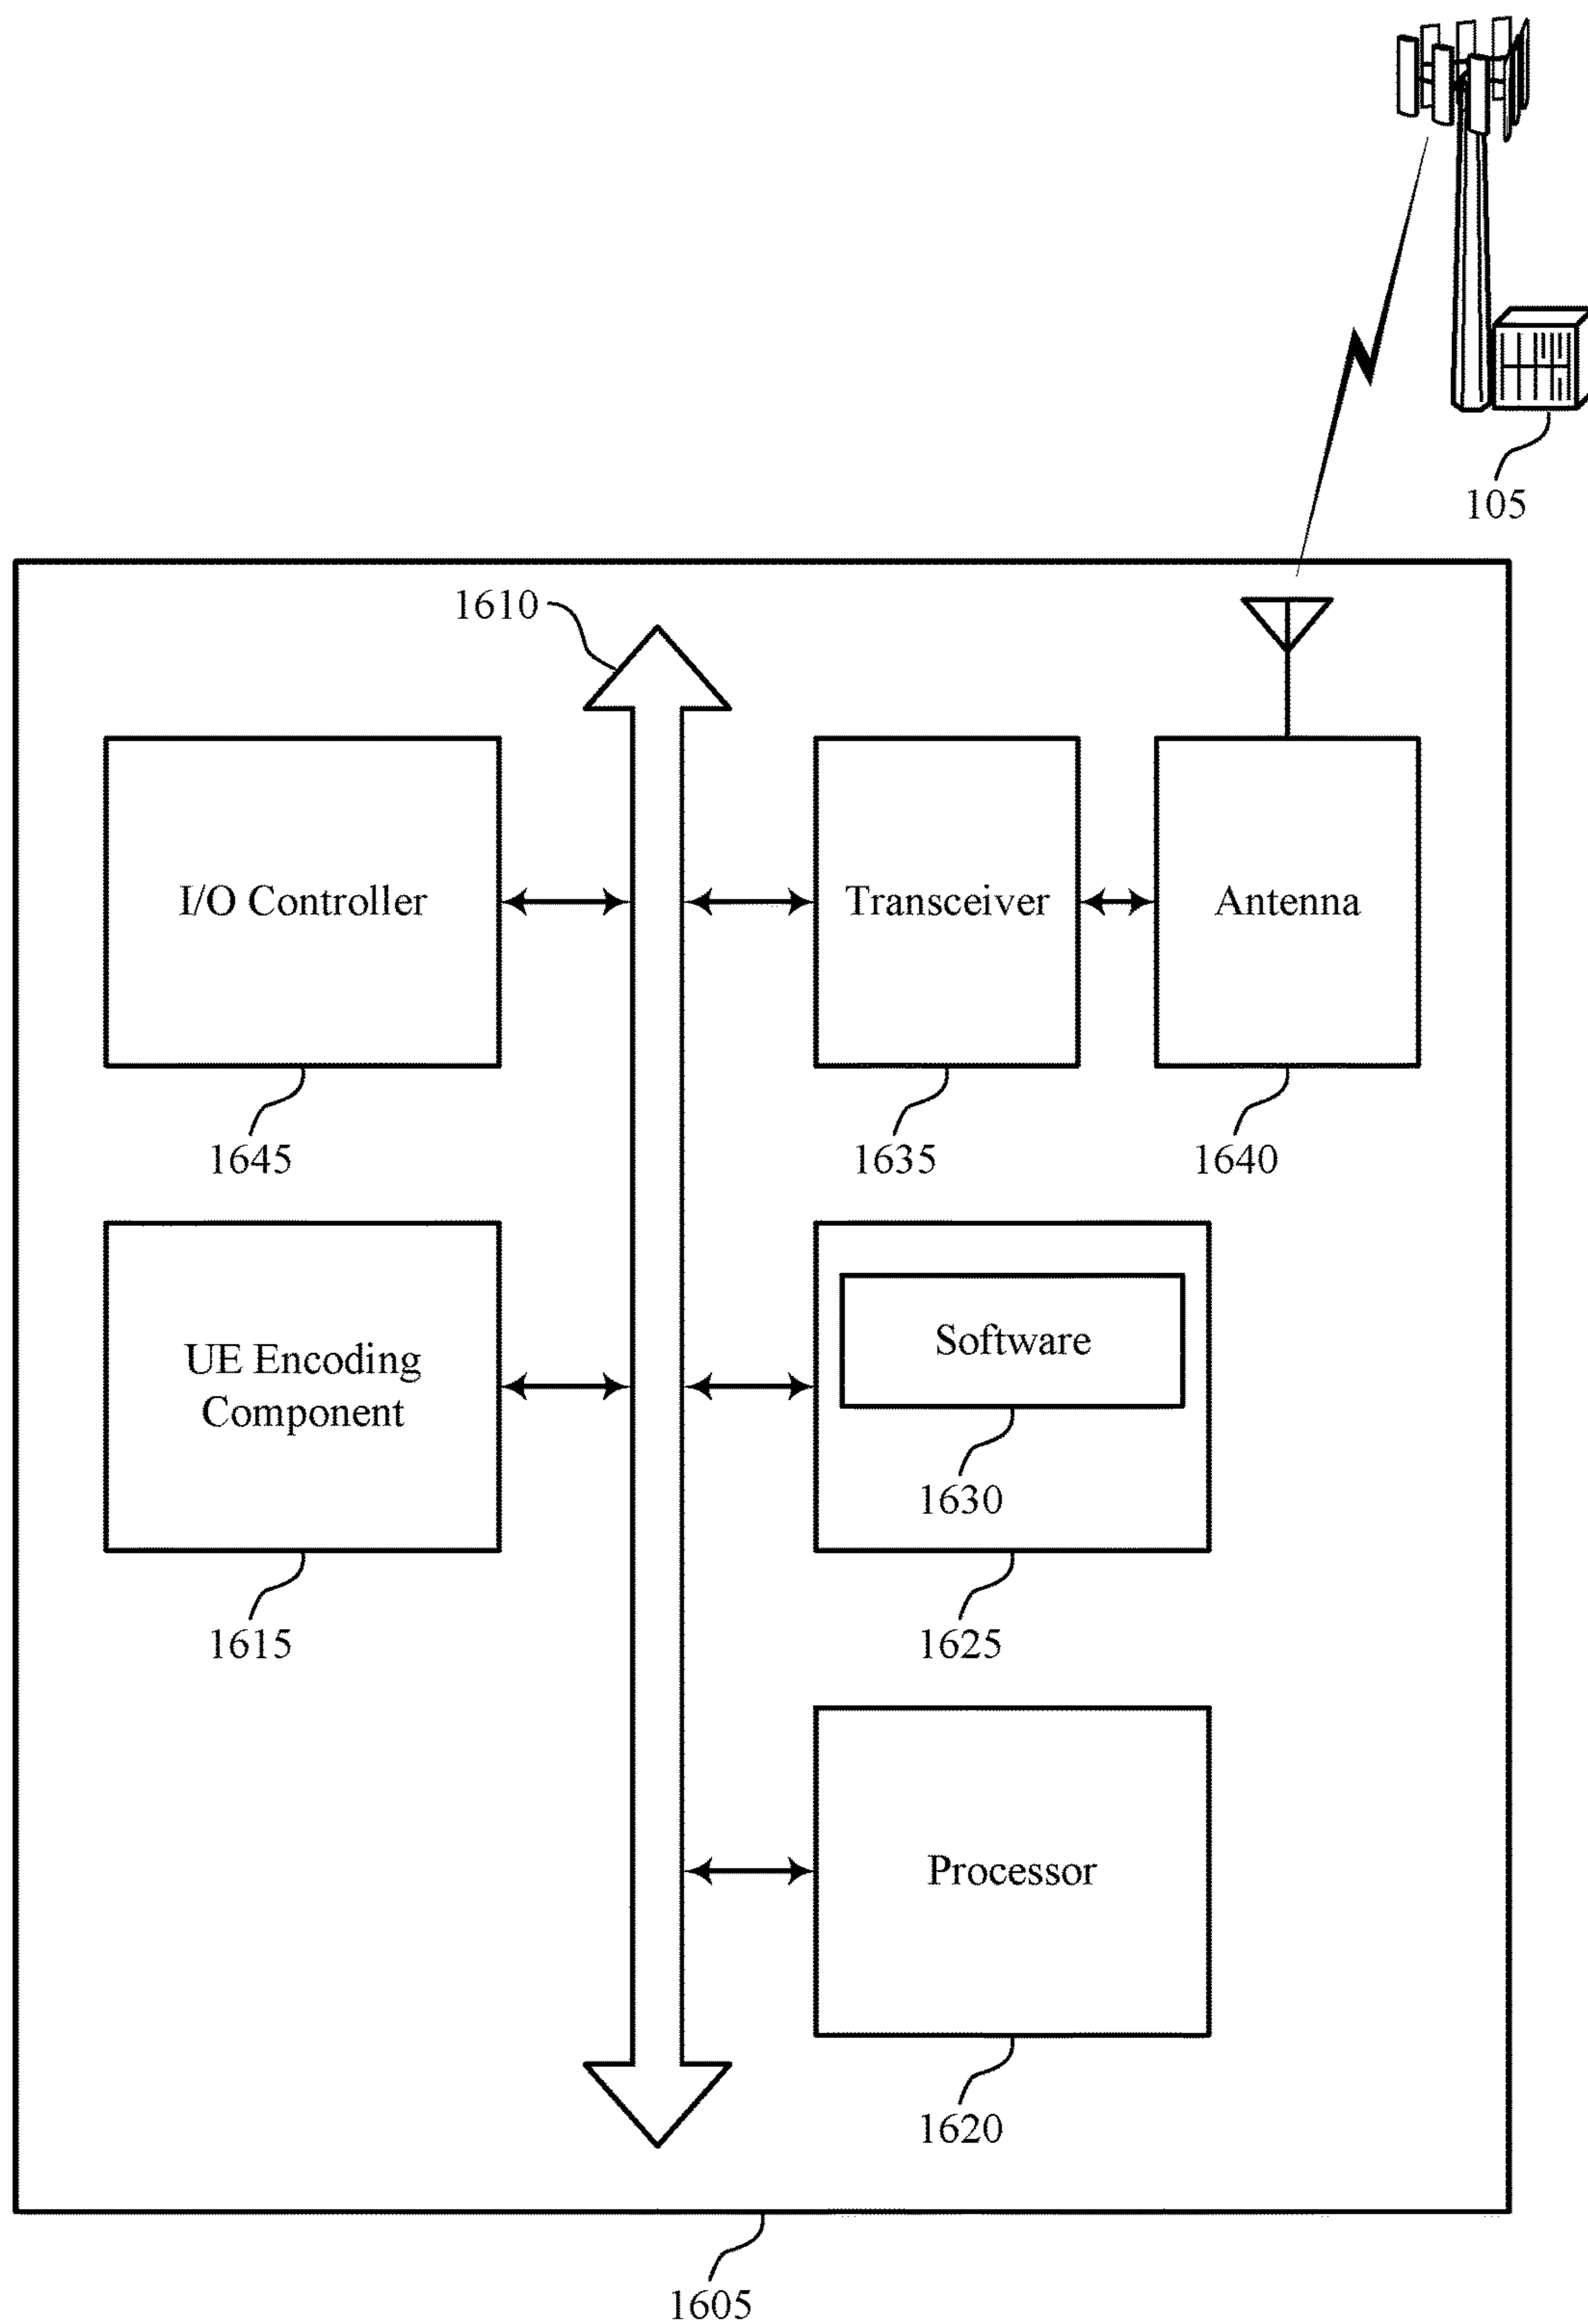 105
1610
I/O Controller
Transceiver
Antenna
1645
1635
1640
UE Encoding
Component
Software
1630
1615
1625
Processor
1620
1605